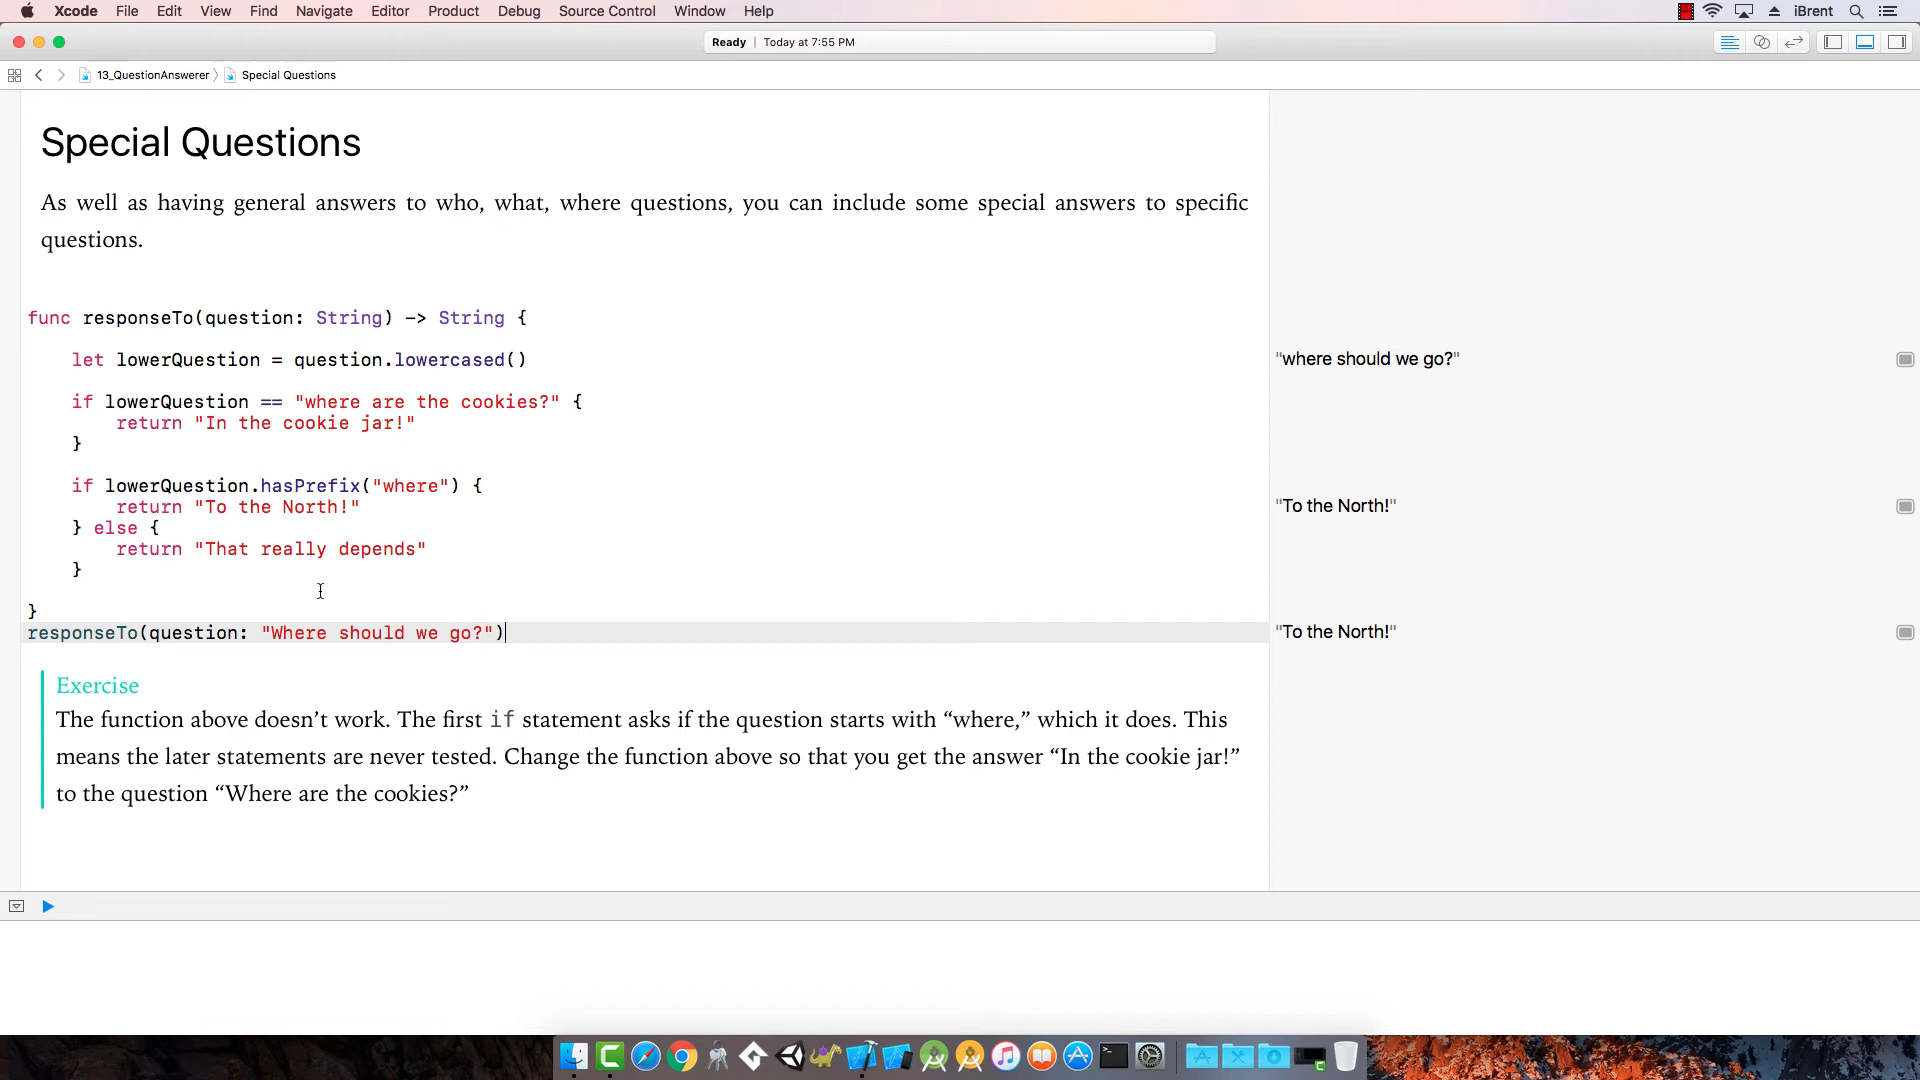 Xcode File Edit View Find Navigate Editor Product Debug Source Control Window Help iBrent
Ready | Today at 7:55 PM
13_QuestionAnswerer Special Questions
Special Questions
As well as having general answers to who, what, where questions, you can include some special answers to specific
questions.
func responseTo(question: String) -> String {
let lowerQuestion = question.lowercased()
"where should we go?"
if lowerQuestion == "where are the cookies?" {
return "In the cookie jar!"
}
if lowerQuestion.hasPrefix("where") {
return "To the North!"
"To the North!"
} else {
return "That really depends"
}
}
responseTo(question: "Where should we go?")
"To the North!"
Exercise
The function above doesn’t work. The first if statement asks if the question starts with “where,” which it does. This
means the later statements are never tested. Change the function above so that you get the answer “In the cookie jar!”
to the question “Where are the cookies?”